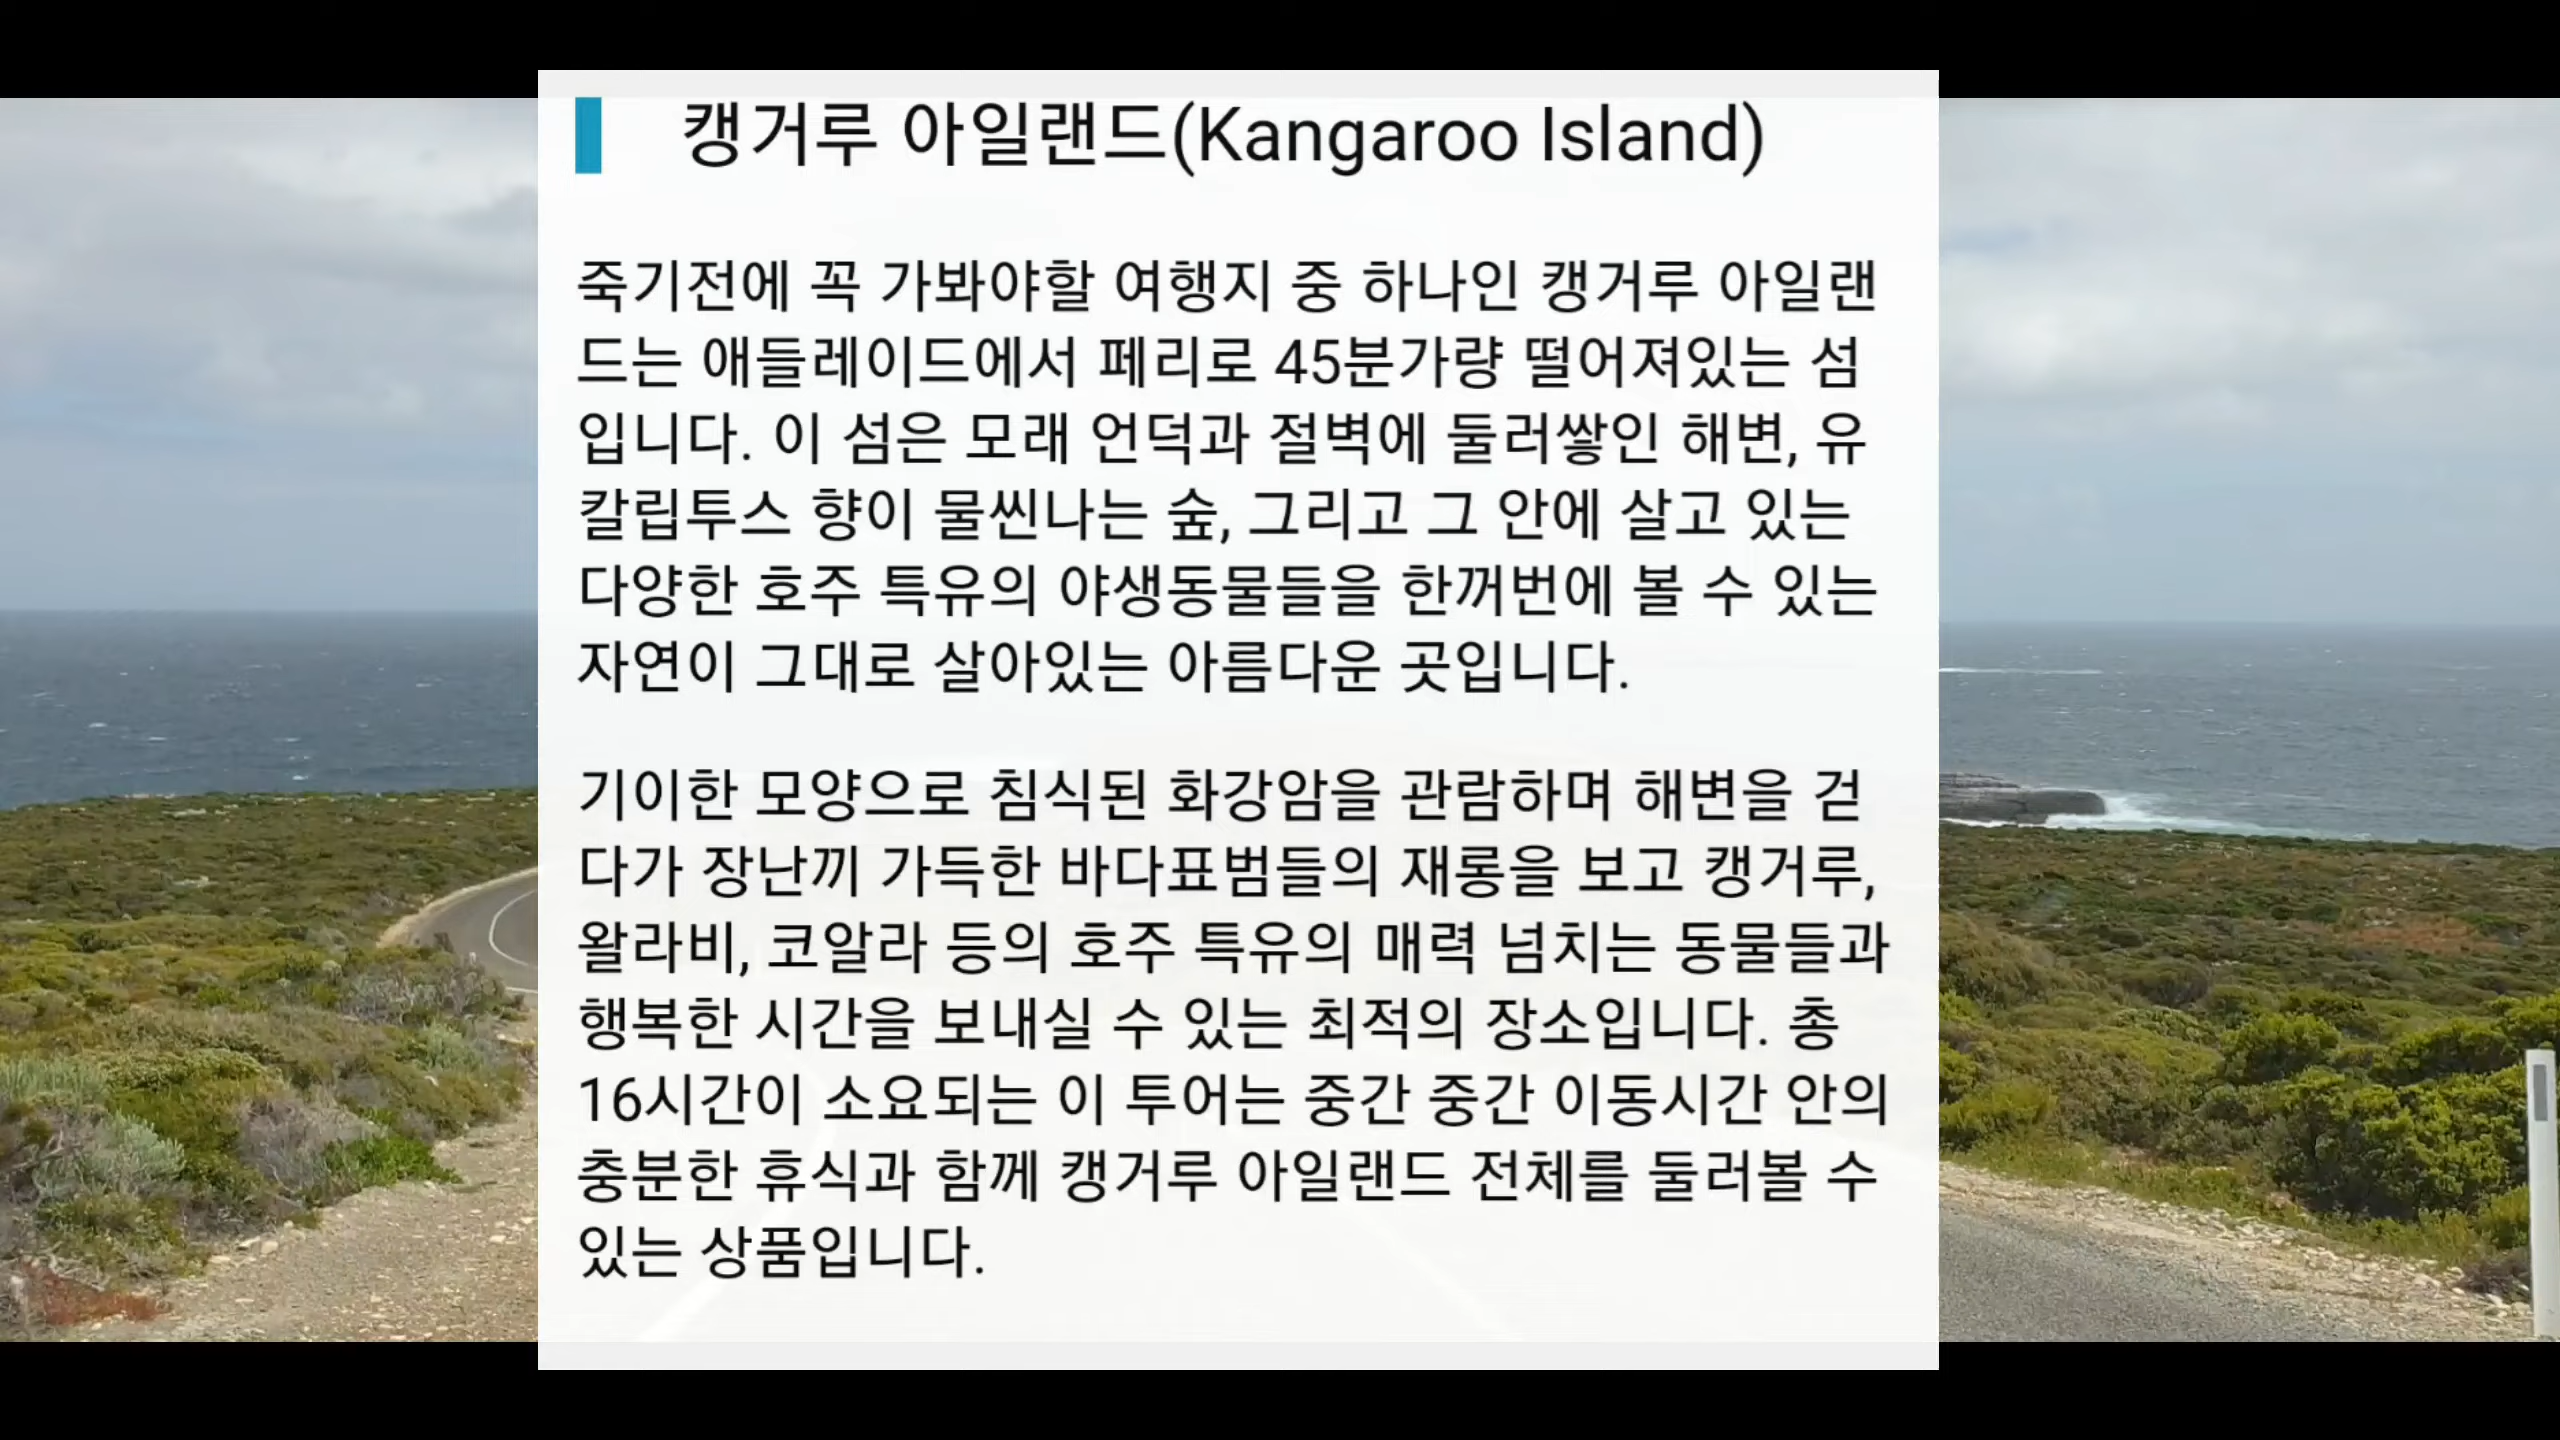 캥거루 아일랜드(Kangaroo Island)
죽기전에 꼭 가봐야할 여행지 중 하나인 캥거루 아일랜
드는 애들레이드에서 페리로 45분가량 떨어져있는 섬
입니다. 이 섬은 모래 언덕과 절벽에 둘러쌓인 해변, 유
칼립투스 향이 물씬나는 숲, 그리고 그 안에 살고 있는
다양한 호주 특유의 야생동물들을 한꺼번에 볼 수 있는
자연이 그대로 살아있는 아름다운 곳입니다.
기이한 모양으로 침식된 화강암을 관람하며 해변을 걷
다가 장난끼 가득한 바다표범들의 재롱을 보고 캥거루,
왈라비, 코알라 등의 호주 특유의 매력 넘치는 동물들과
행복한 시간을 보내실 수 있는 최적의 장소입니다. 총
16시간이 소요되는 이 투어는 중간 중간 이동시간 안의
충분한 휴식과 함께 캥거루 아일랜드 전체를 둘러볼 수
있는 상품입니다.